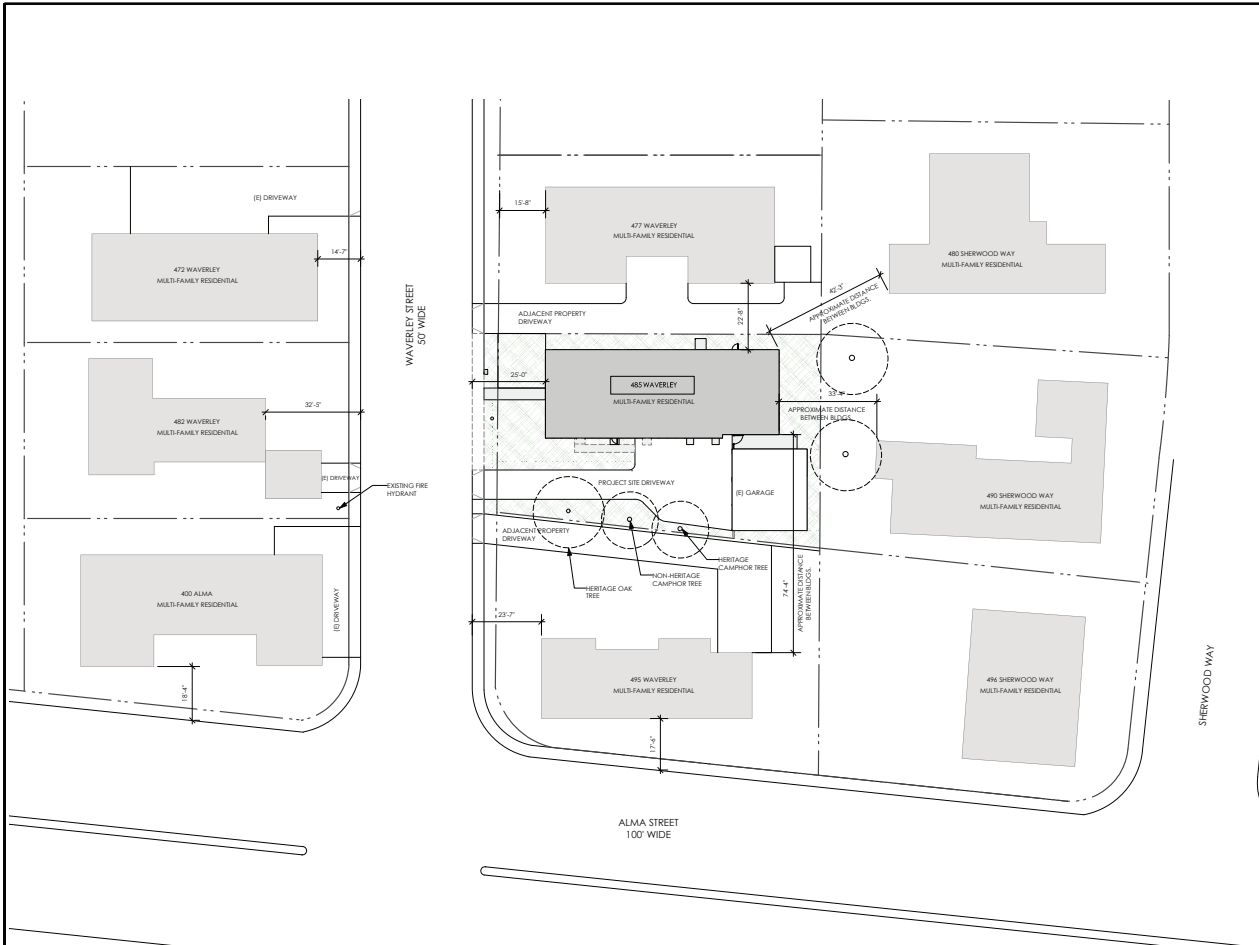 (E) DRIVEWAY
472 WAVERLEY
MULTI-FAMILY RESIDENTIAL
14'-7"
WAVERLEY STREET
50' WIDE
15'-8"
477 WAVERLEY
MULTI-FAMILY RESIDENTIAL
480 SHERWOOD WAY
MULTI-FAMILY RESIDENTIAL
42'-3"
APPROXIMATE DISTANCE
BETWEEN BLDGS.
22'-8"
ADJACENT PROPERTY
DRIVEWAY
25'-0"
485 WAVERLEY
MULTI-FAMILY RESIDENTIAL
APPROXIMATE DISTANCE
BETWEEN BLDGS.
482 WAVERLEY
MULTI-FAMILY RESIDENTIAL
32'-5"
(E) DRIVEWAY
EXISTING FIRE
HYDRANT
PROJECT SITE DRIVEWAY
(E) GARAGE
490 SHERWOOD WAY
MULTI-FAMILY RESIDENTIAL
ADJACENT PROPERTY
DRIVEWAY
HERITAGE
CAMPHOR TREE
NON-HERITAGE
CAMPHOR TREE
HERITAGE OAK
TREE
74'-4"
APPROXIMATE DISTANCE
BETWEEN BLDGS.
400 ALMA
MULTI-FAMILY RESIDENTIAL
(E) DRIVEWAY
18'-4"
23'-7"
495 WAVERLEY
MULTI-FAMILY RESIDENTIAL
17'-6"
496 SHERWOOD WAY
MULTI-FAMILY RESIDENTIAL
SHERWOOD WAY
ALMA STREET
100' WIDE